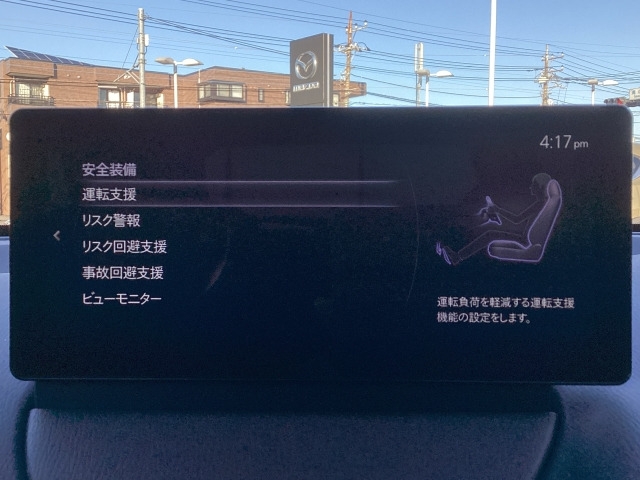 4:17pm
安全装備
運転支援
リスク警報
リスク回避支援
事故回避支援
ビューモニター
運転負荷を軽減する運転支援
機能の設定をします。